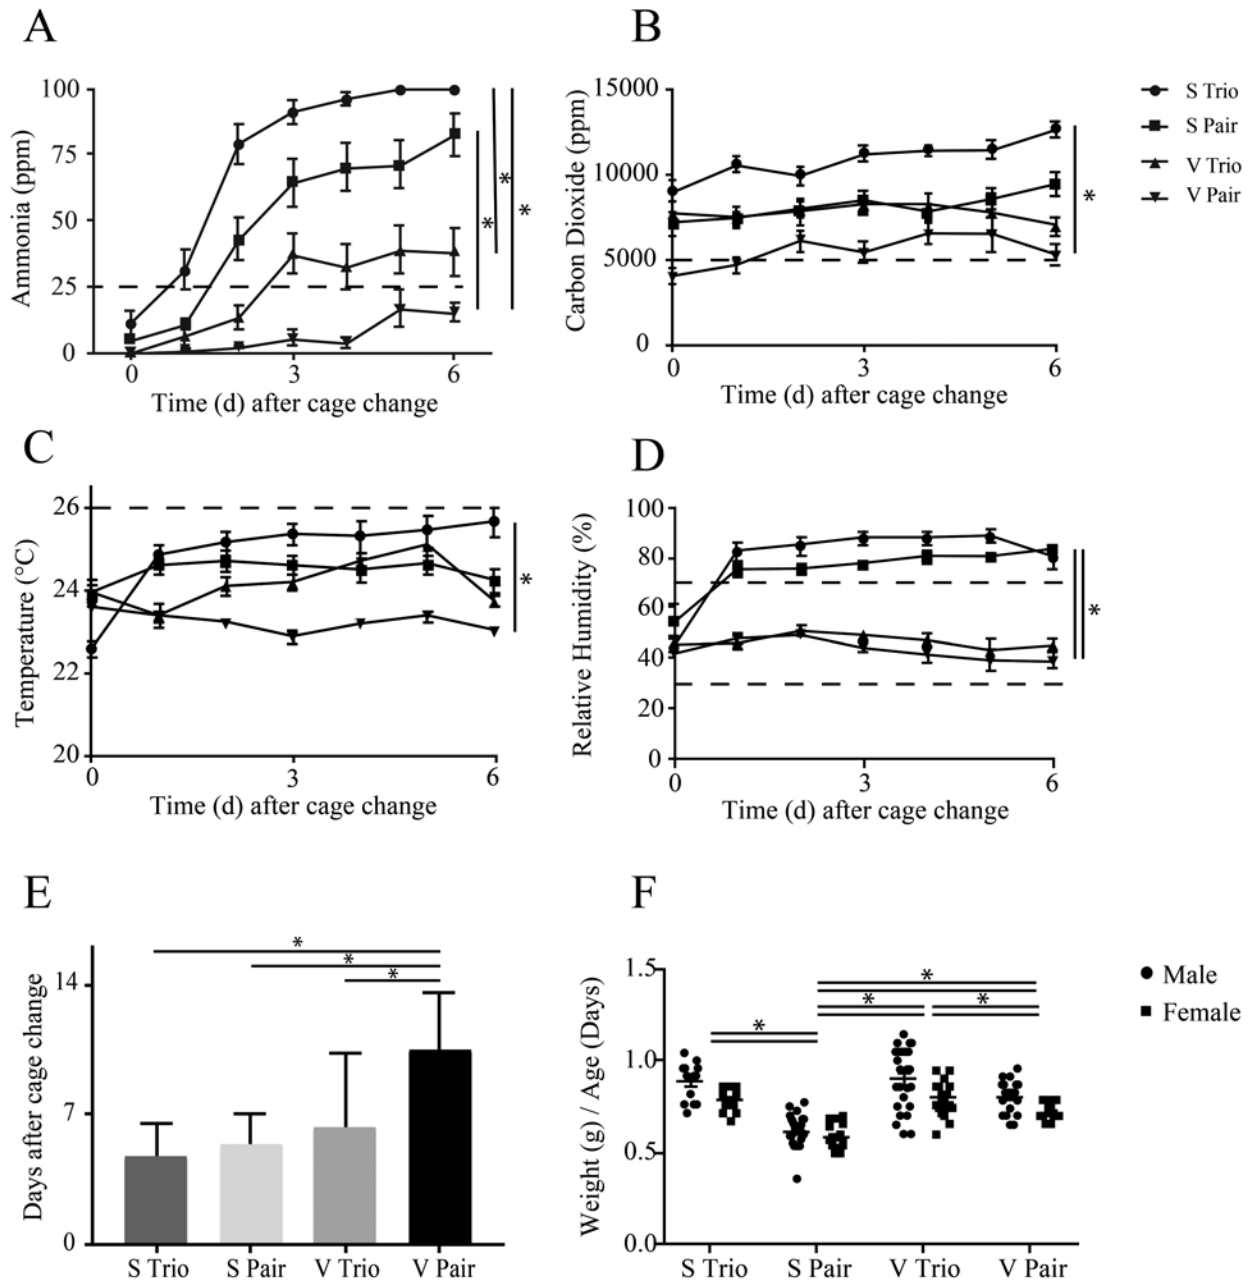 A
Ammonia (ppm)
100
75
50
25
0
0 3 6
Time (d) after cage change
*
*
*
B
Carbon Dioxide (ppm)
15000
10000
5000
0
0 3 6
Time (d) after cage change
*
S Trio
S Pair
V Trio
V Pair
C
Temperature (°C)
26
24
22
20
0 3 6
Time (d) after cage change
*
D
Relative Humidity (%)
100
80
60
40
20
0
0 3 6
Time (d) after cage change
*
E
Days after cage change
14
7
0
*
*
*
S Trio S Pair V Trio V Pair
F
Weight (g) / Age (Days)
1.5
1.0
0.5
0.0
*
*
*
*
S Trio S Pair V Trio V Pair
Male
Female